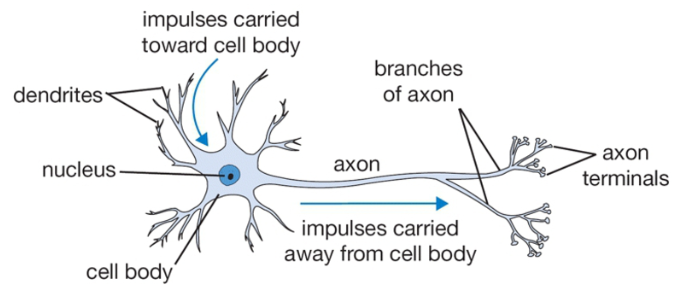 impulses carried
toward cell body
dendrites
branches
of axon
nucleus
axon
axon
terminals
impulses carried
away from cell body
cell body